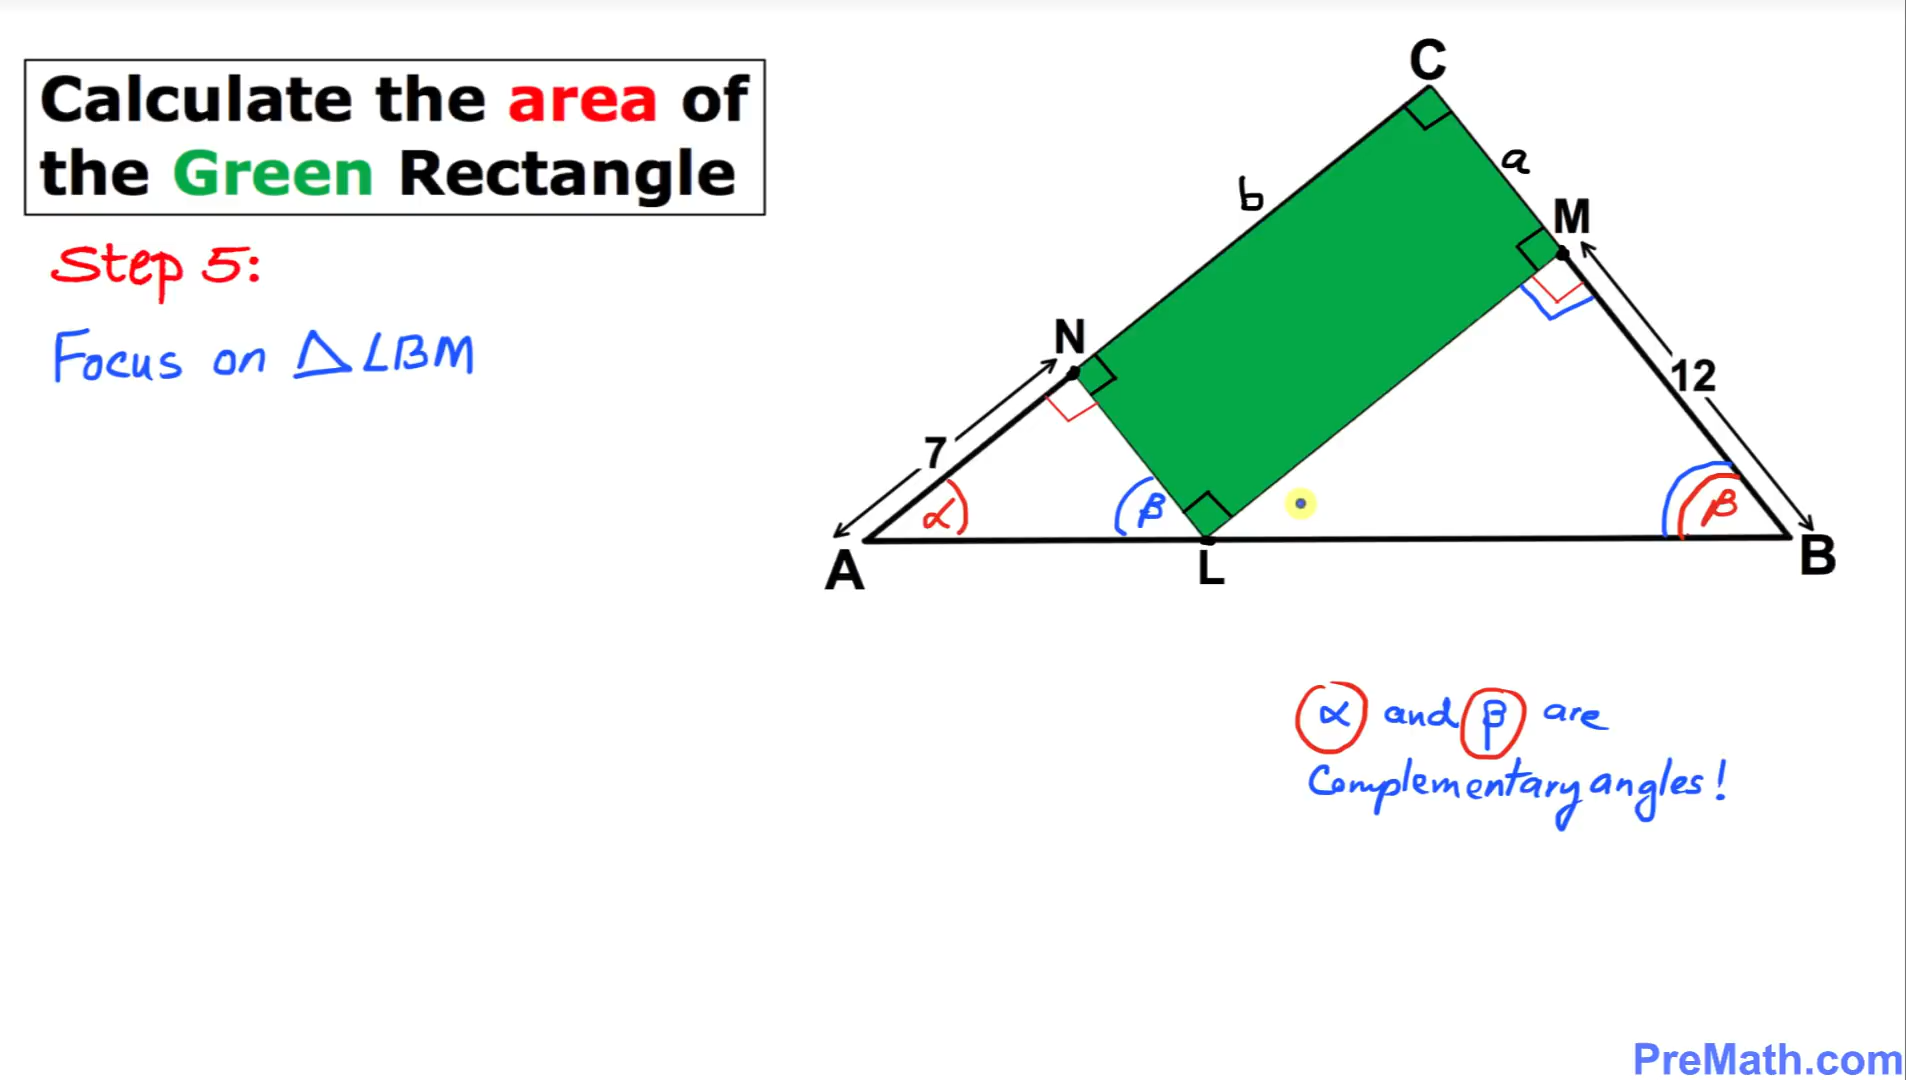 Calculate the area of
the Green Rectangle
Step 5:
Focus on △LBM
C
a
b
M
N
12
7
α
β
β
A
L
B
α and β are
Complementary angles!
PreMath.com